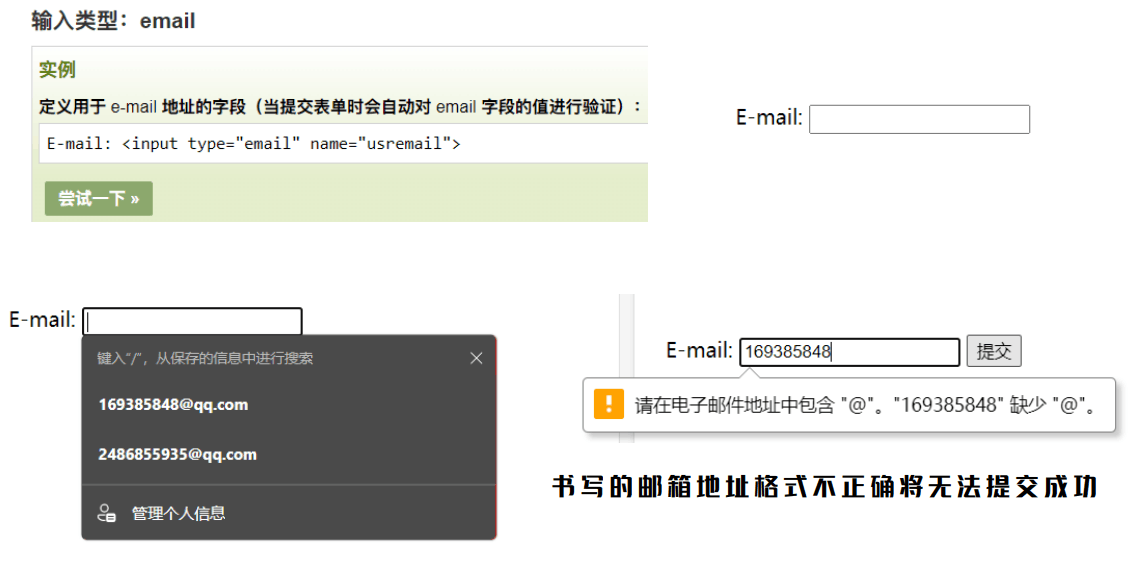 输入类型：email
实例
定义用于 e-mail 地址的字段（当提交表单时会自动对 email 字段的值进行验证）：
E-mail: <input type="email" name="usremail">
尝试一下 »
E-mail:
E-mail:
键入“/”，从保存的信息中进行搜索
169385848@qq.com
2486855935@qq.com
管理个人信息
E-mail: 169385848 提交
请在电子邮件地址中包含 "@"。"169385848" 缺少 "@"。
书写的邮箱地址格式不正确将无法提交成功